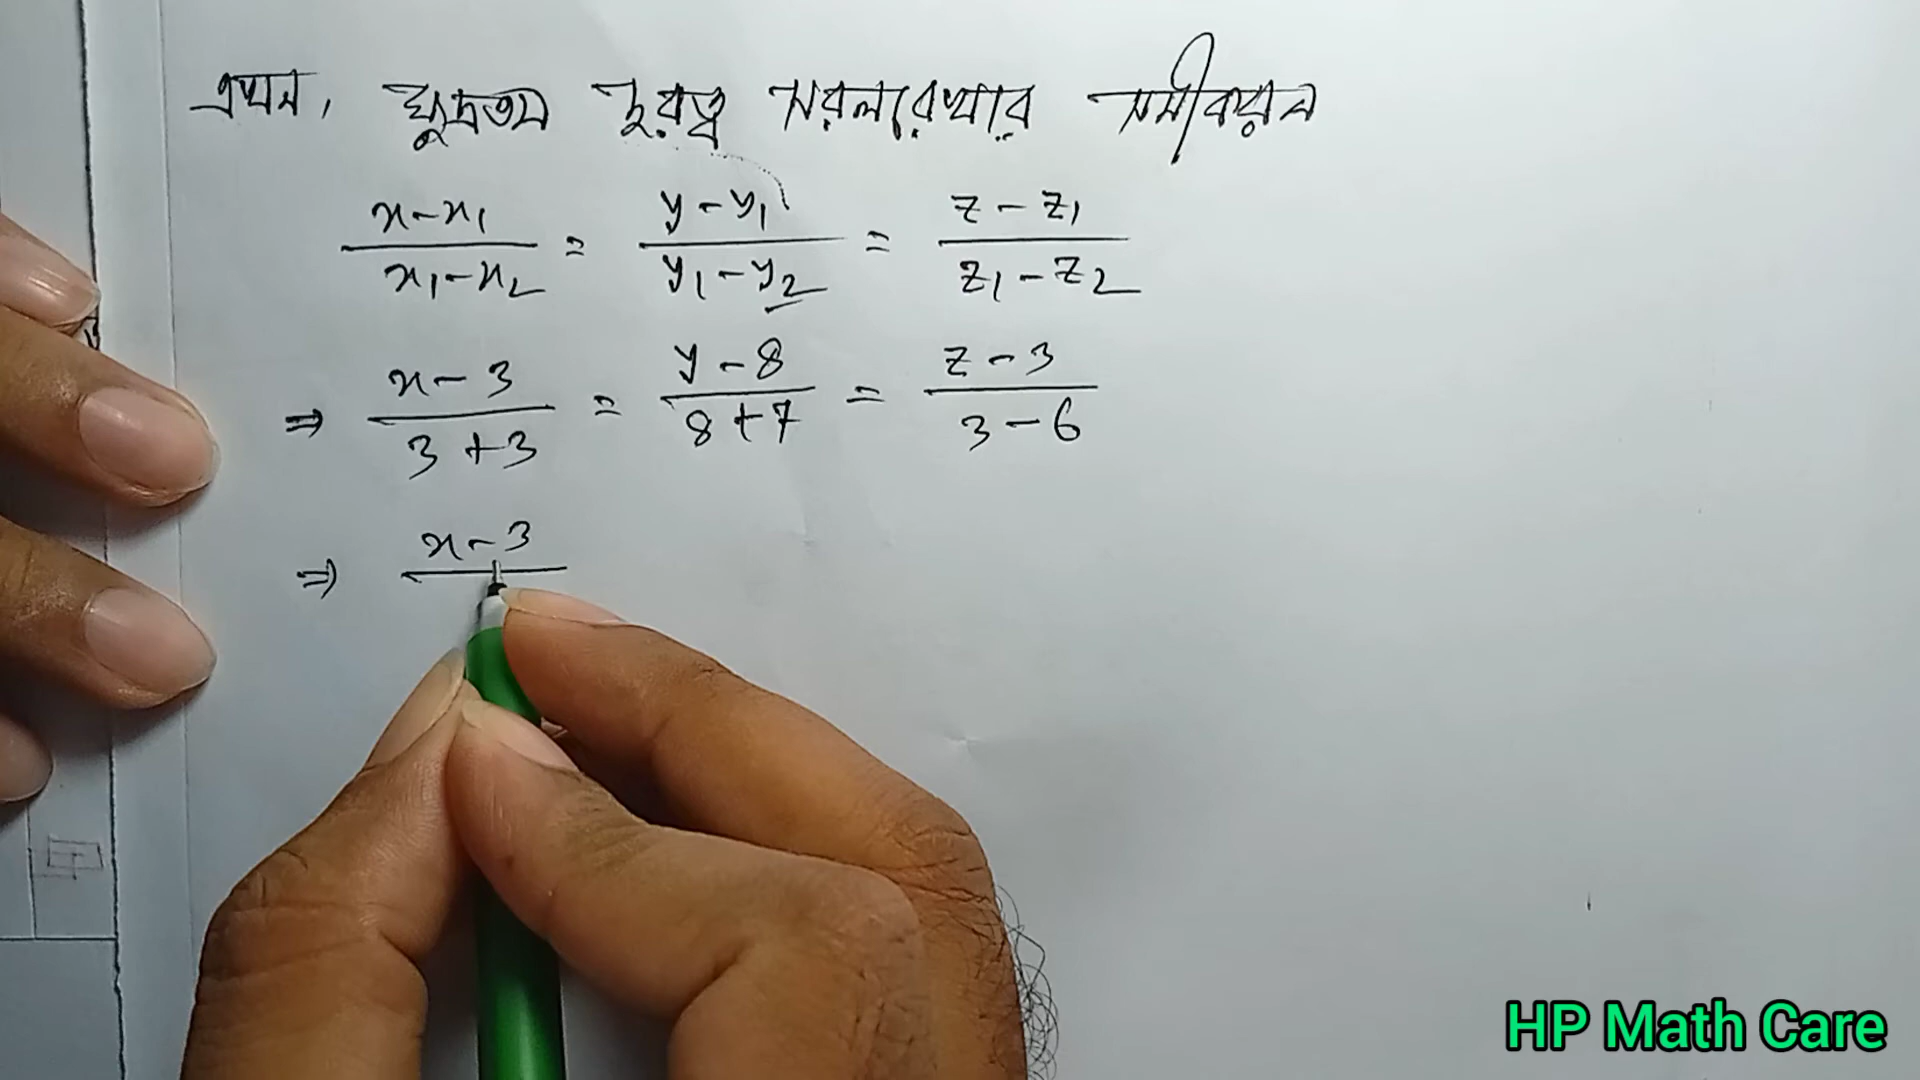 এখন, ক্ষুদ্রতম দূরত্ব সরলরেখার সমীকরন
x-x₁/x₁-x₂ = y-y₁/y₁-y₂ = z-z₁/z₁-z₂
⇒ x-3/3+3 = y-8/8+7 = z-3/3-6
⇒ x-3/
HP Math Care